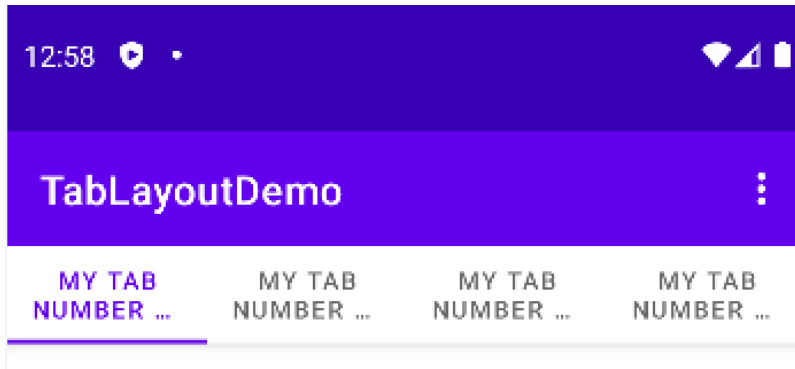 12:58
TabLayoutDemo
MY TAB MY TAB MY TAB MY TAB
NUMBER ... NUMBER ... NUMBER ... NUMBER ...